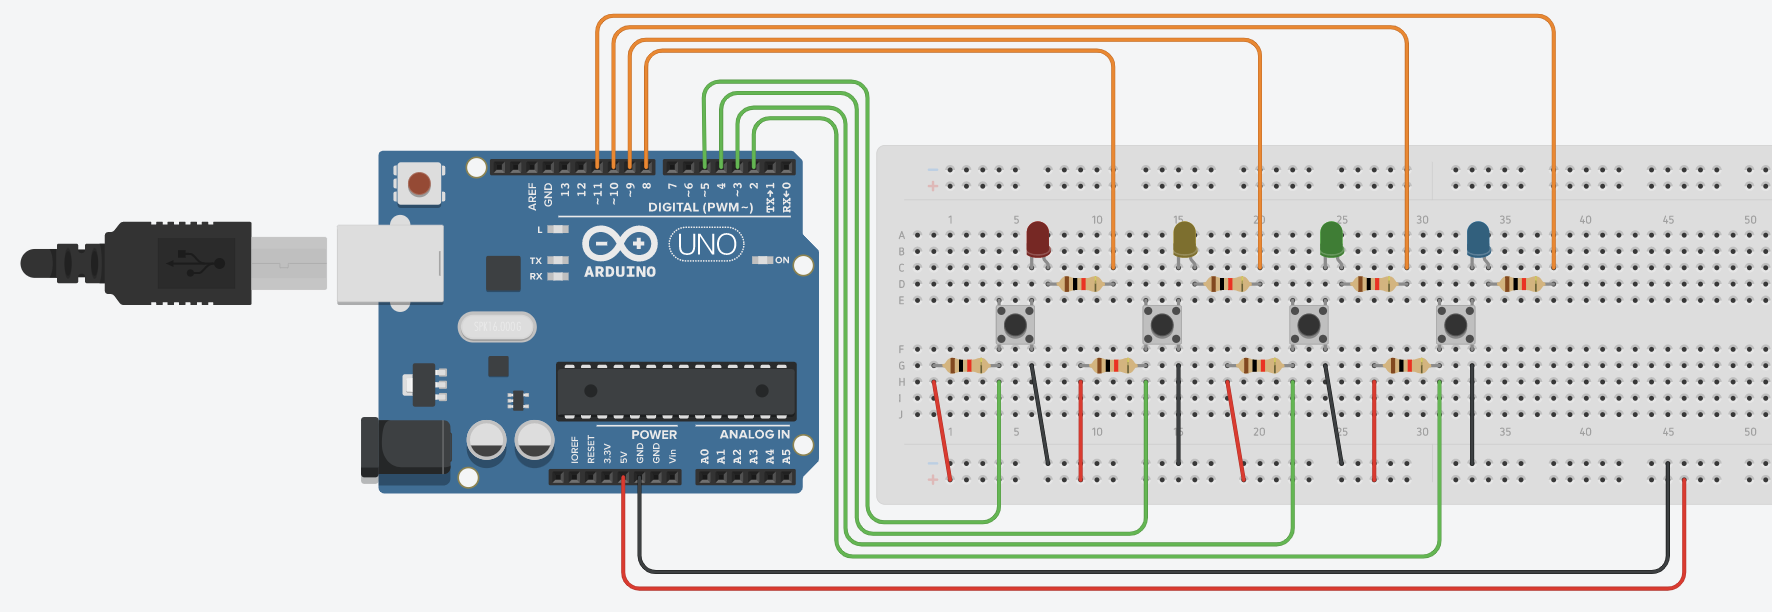 AREF
GND
13
12
~11
~10
~9
8
7
~6
~5
4
~3
2
TX→1
RX←0
DIGITAL (PWM~)
L
TX
RX
ARDUINO
UNO
ON
SPK16.000G
IOREF
RESET
3.3V
5V
GND
GND
Vin
POWER
ANALOG IN
A0
A1
A2
A3
A4
A5
−
+
1 5 10 15 20 25 30 35 40 45 50
A
B
C
D
E
F
G
H
I
J
1 5 10 15 20 25 30 35 40 45 50
−
+